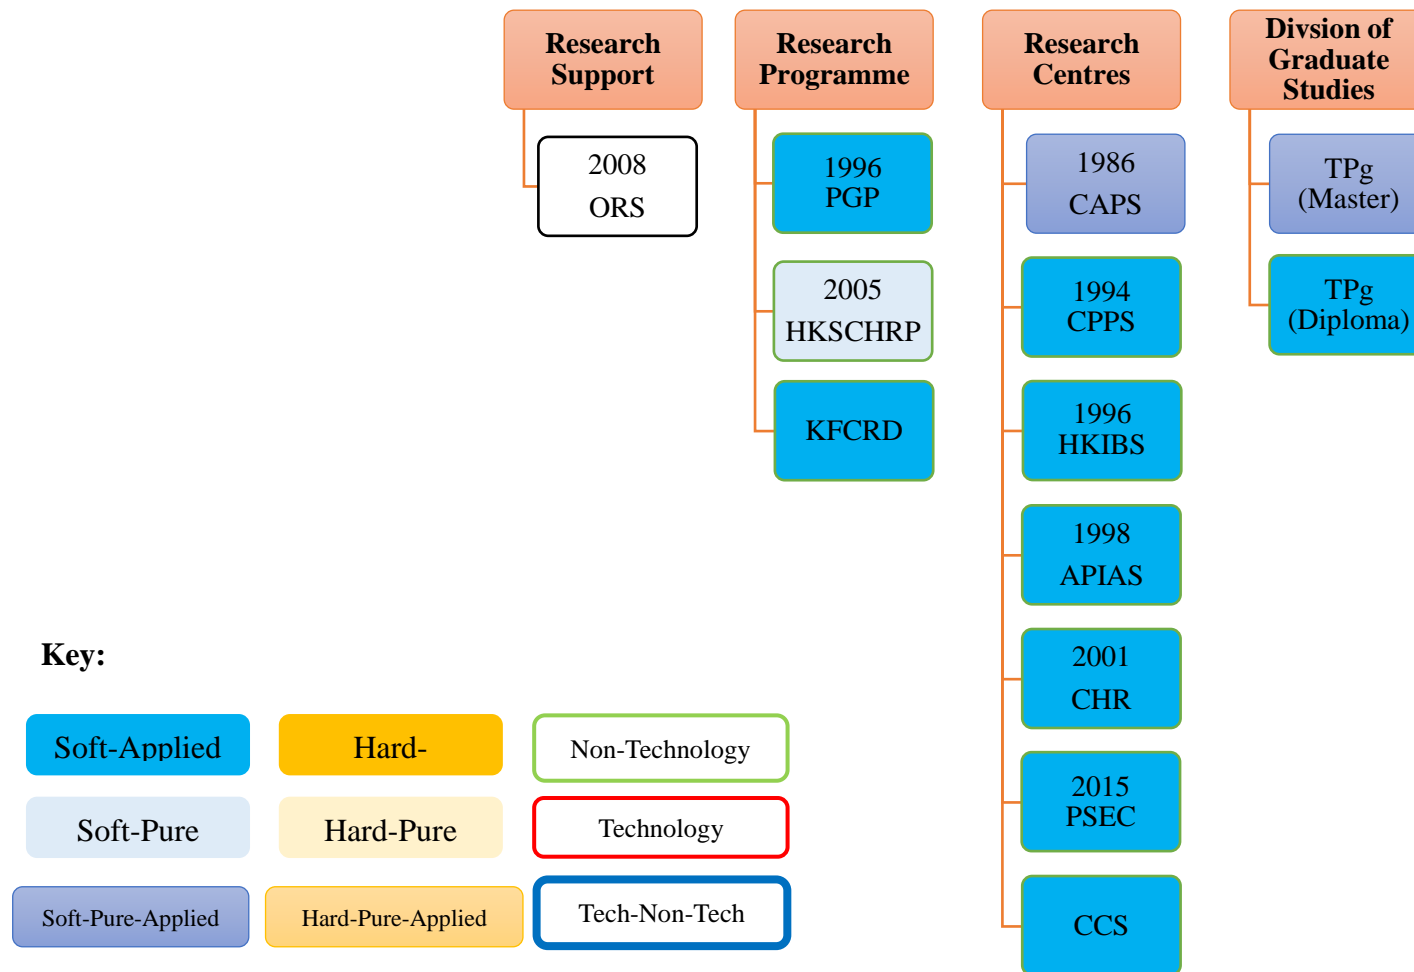 Research
Support
2008
ORS
Research
Programme
1996
PGP
2005
HKSCHRP
KFCRD
Research
Centres
1986
CAPS
1994
CPPS
1996
HKIBS
1998
APIAS
2001
CHR
2015
PSEC
CCS
Divsion of
Graduate
Studies
TPg
(Master)
TPg
(Diploma)
Key:
Soft-Applied
Hard-
Non-Technology
Soft-Pure
Hard-Pure
Technology
Soft-Pure-Applied
Hard-Pure-Applied
Tech-Non-Tech